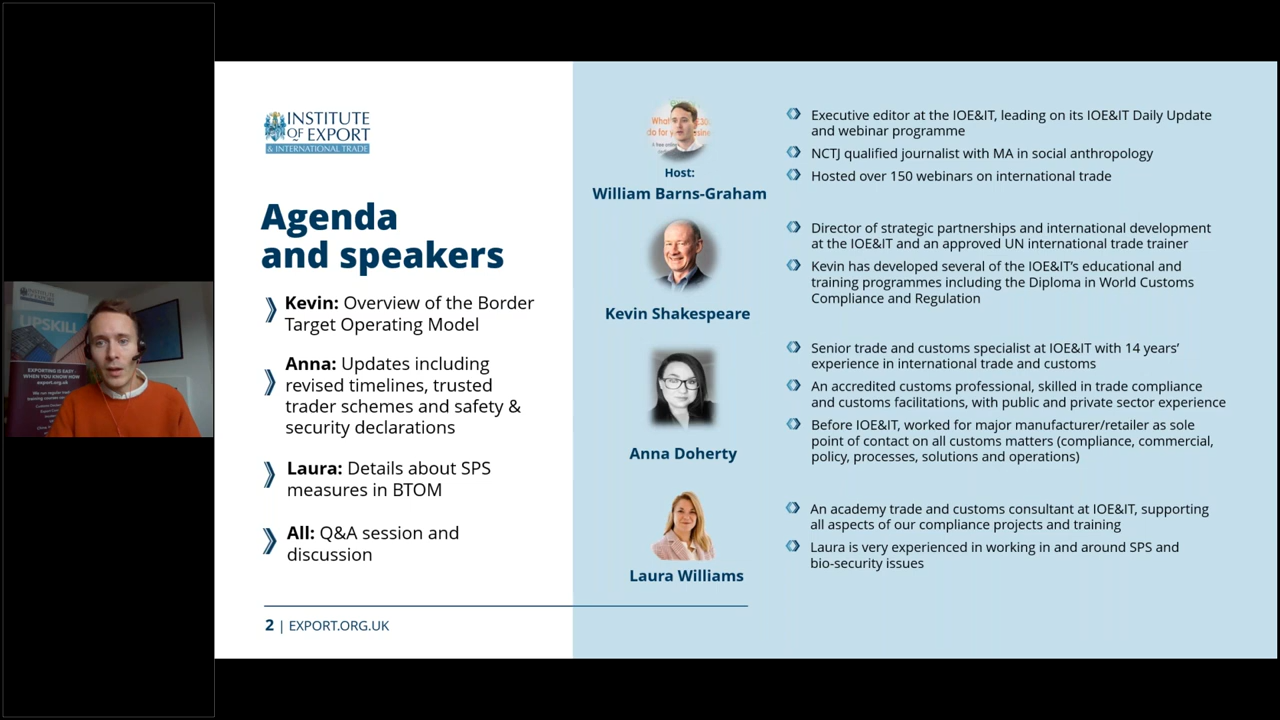 INSTITUTE
OF EXPORT
& INTERNATIONAL TRADE
Agenda
and speakers
Kevin: Overview of the Border
Target Operating Model
Anna: Updates including
revised timelines, trusted
trader schemes and safety &
security declarations
Laura: Details about SPS
measures in BTOM
All: Q&A session and
discussion
2 | EXPORT.ORG.UK
Host:
William Barns-Graham
Executive editor at the IOE&IT, leading on its IOE&IT Daily Update
and webinar programme
NCTJ qualified journalist with MA in social anthropology
Hosted over 150 webinars on international trade
Kevin Shakespeare
Director of strategic partnerships and international development
at the IOE&IT and an approved UN international trade trainer
Kevin has developed several of the IOE&IT's educational and
training programmes including the Diploma in World Customs
Compliance and Regulation
Anna Doherty
Senior trade and customs specialist at IOE&IT with 14 years'
experience in international trade and customs
An accredited customs professional, skilled in trade compliance
and customs facilitations, with public and private sector experience
Before IOE&IT, worked for major manufacturer/retailer as sole
point of contact on all customs matters (compliance, commercial,
policy, processes, solutions and operations)
Laura Williams
An academy trade and customs consultant at IOE&IT, supporting
all aspects of our compliance projects and training
Laura is very experienced in working in and around SPS and
bio-security issues
UPSKILL
EXPORTING IS EASY -
WHEN YOU KNOW HOW
export.org.uk